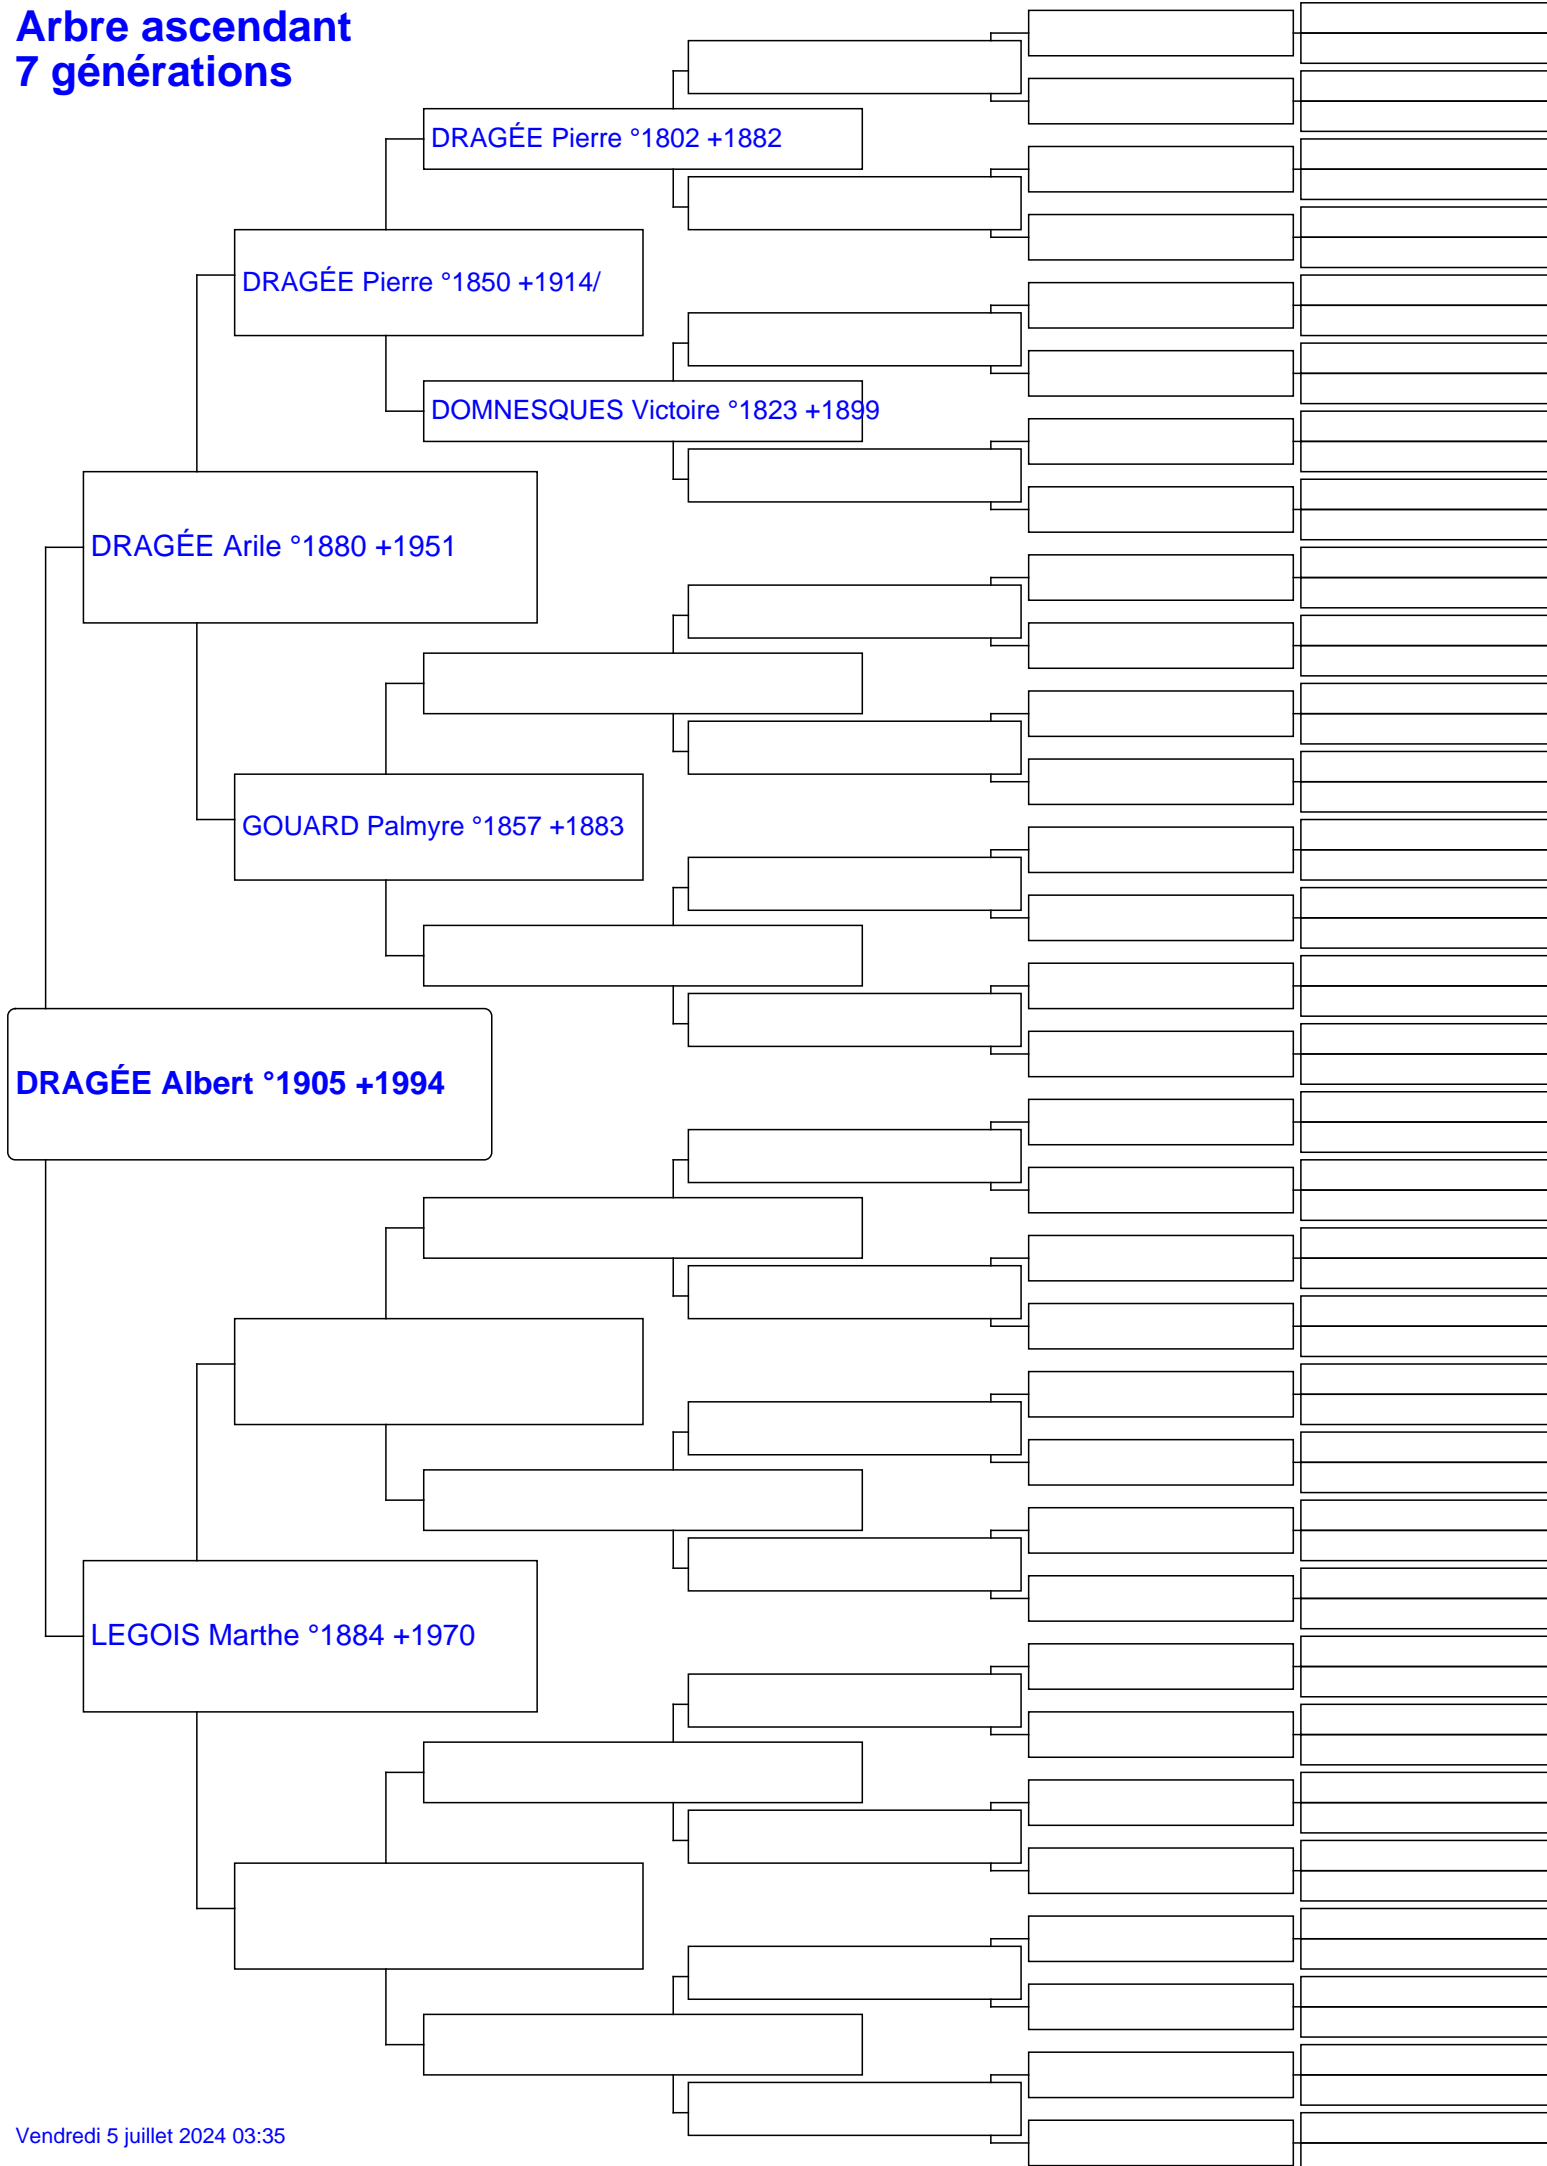 Arbre ascendant
7 générations
DRAGÉE Pierre °1802 +1882
DRAGÉE Pierre °1850 +1914/
DOMNESQUES Victoire °1823 +1899
DRAGÉE Arile °1880 +1951
GOUARD Palmyre °1857 +1883
DRAGÉE Albert °1905 +1994
LEGOIS Marthe °1884 +1970
Vendredi 5 juillet 2024 03:35